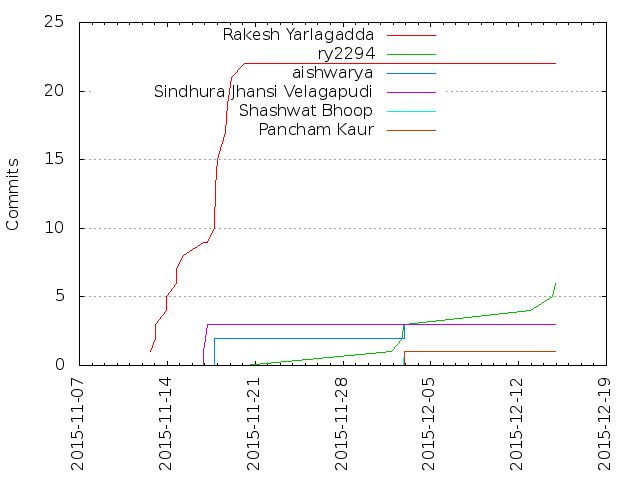 25
20
15
10
5
0
Commits
Rakesh Yarlagadda
ry2294
aishwarya
Sindhura Jhansi Velagapudi
Shashwat Bhoop
Pancham Kaur
2015-11-07
2015-11-14
2015-11-21
2015-11-28
2015-12-05
2015-12-12
2015-12-19